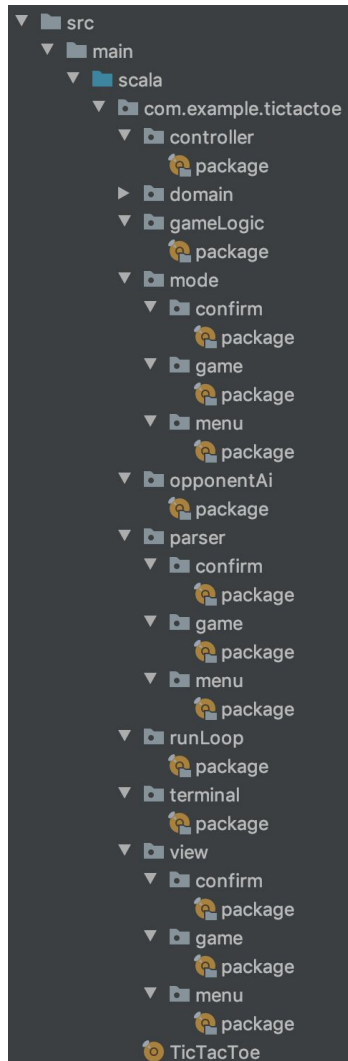 src
main
scala
com.example.tictactoe
controller
package
domain
gameLogic
package
mode
confirm
package
game
package
menu
package
opponentAi
package
parser
confirm
package
game
package
menu
package
runLoop
package
terminal
package
view
confirm
package
game
package
menu
package
TicTacToe